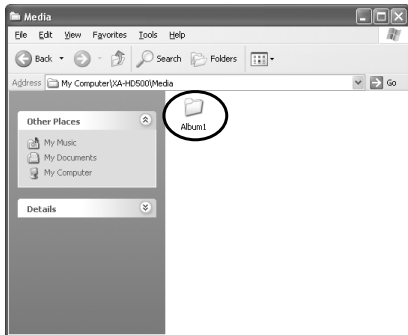 Media
File Edit View Favorites Tools Help
Back Search Folders
Address My Computer\XA-HD500\Media Go
Other Places
My Music
My Documents
My Computer
Details
Album1